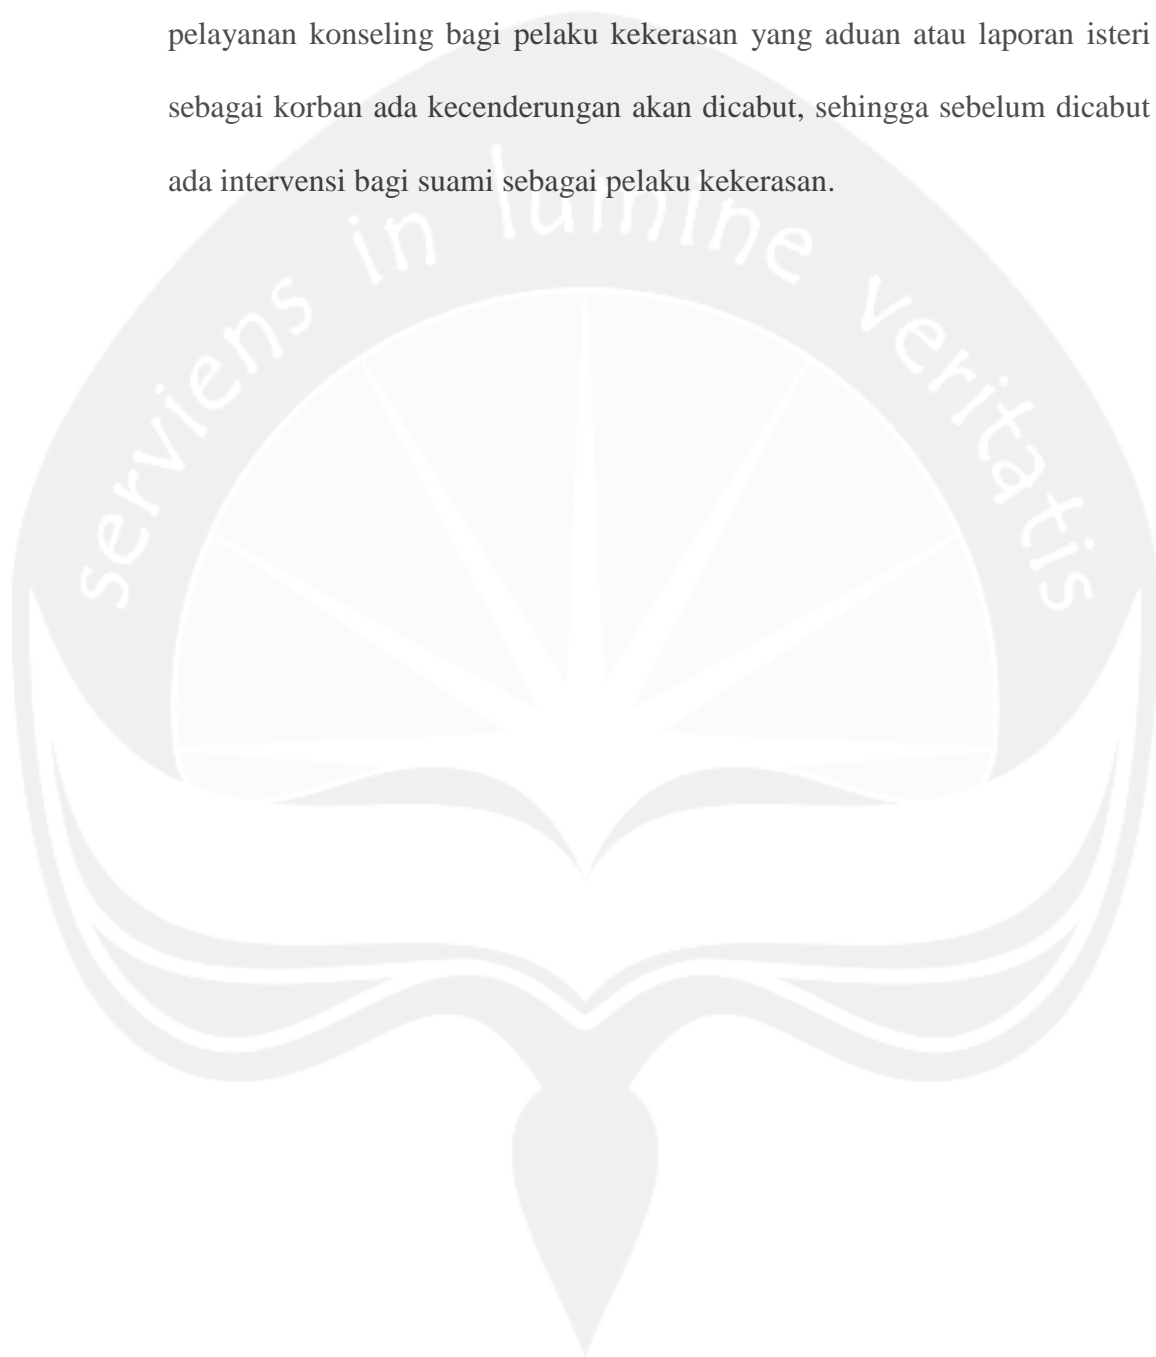 pelayanan konseling bagi pelaku kekerasan yang aduan atau laporan isteri
sebagai korban ada kecenderungan akan dicabut, sehingga sebelum dicabut
ada intervensi bagi suami sebagai pelaku kekerasan.
serviens in lumine veritatis